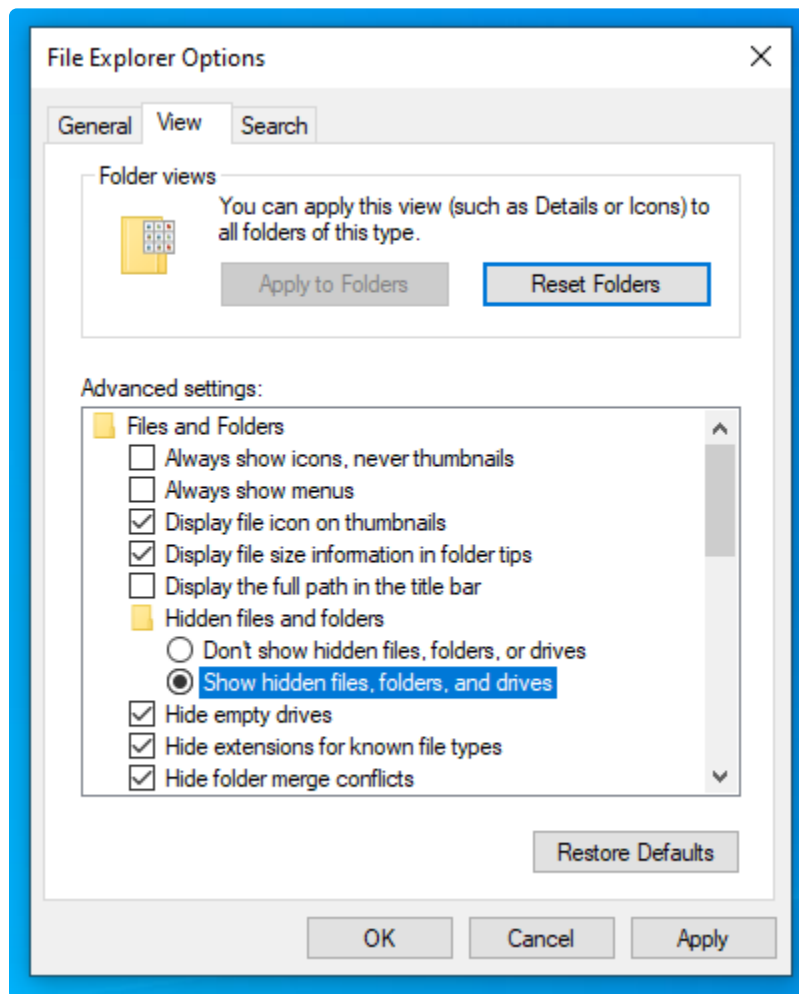 File Explorer Options
General View Search
Folder views
You can apply this view (such as Details or Icons) to
all folders of this type.
Apply to Folders Reset Folders
Advanced settings:
Files and Folders
Always show icons, never thumbnails
Always show menus
Display file icon on thumbnails
Display file size information in folder tips
Display the full path in the title bar
Hidden files and folders
Don't show hidden files, folders, or drives
Show hidden files, folders, and drives
Hide empty drives
Hide extensions for known file types
Hide folder merge conflicts
Restore Defaults
OK Cancel Apply